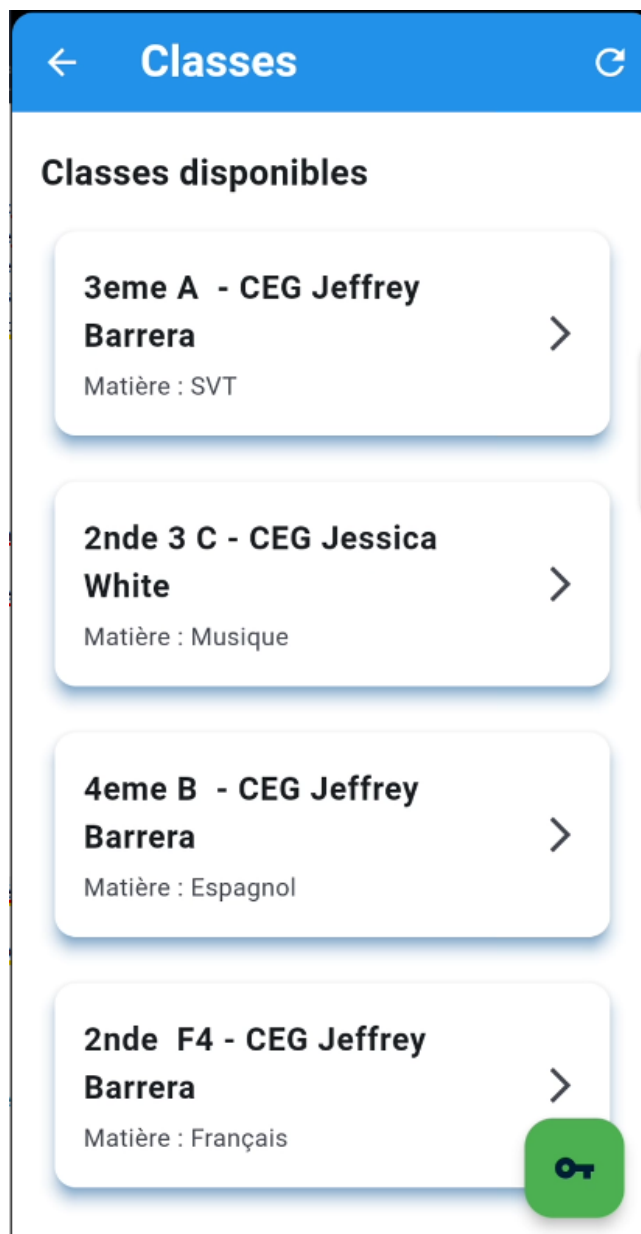 Classes
Classes disponibles
3eme A  - CEG Jeffrey
Barrera
Matière : SVT
2nde 3 C - CEG Jessica
White
Matière : Musique
4eme B  - CEG Jeffrey
Barrera
Matière : Espagnol
2nde  F4 - CEG Jeffrey
Barrera
Matière : Français